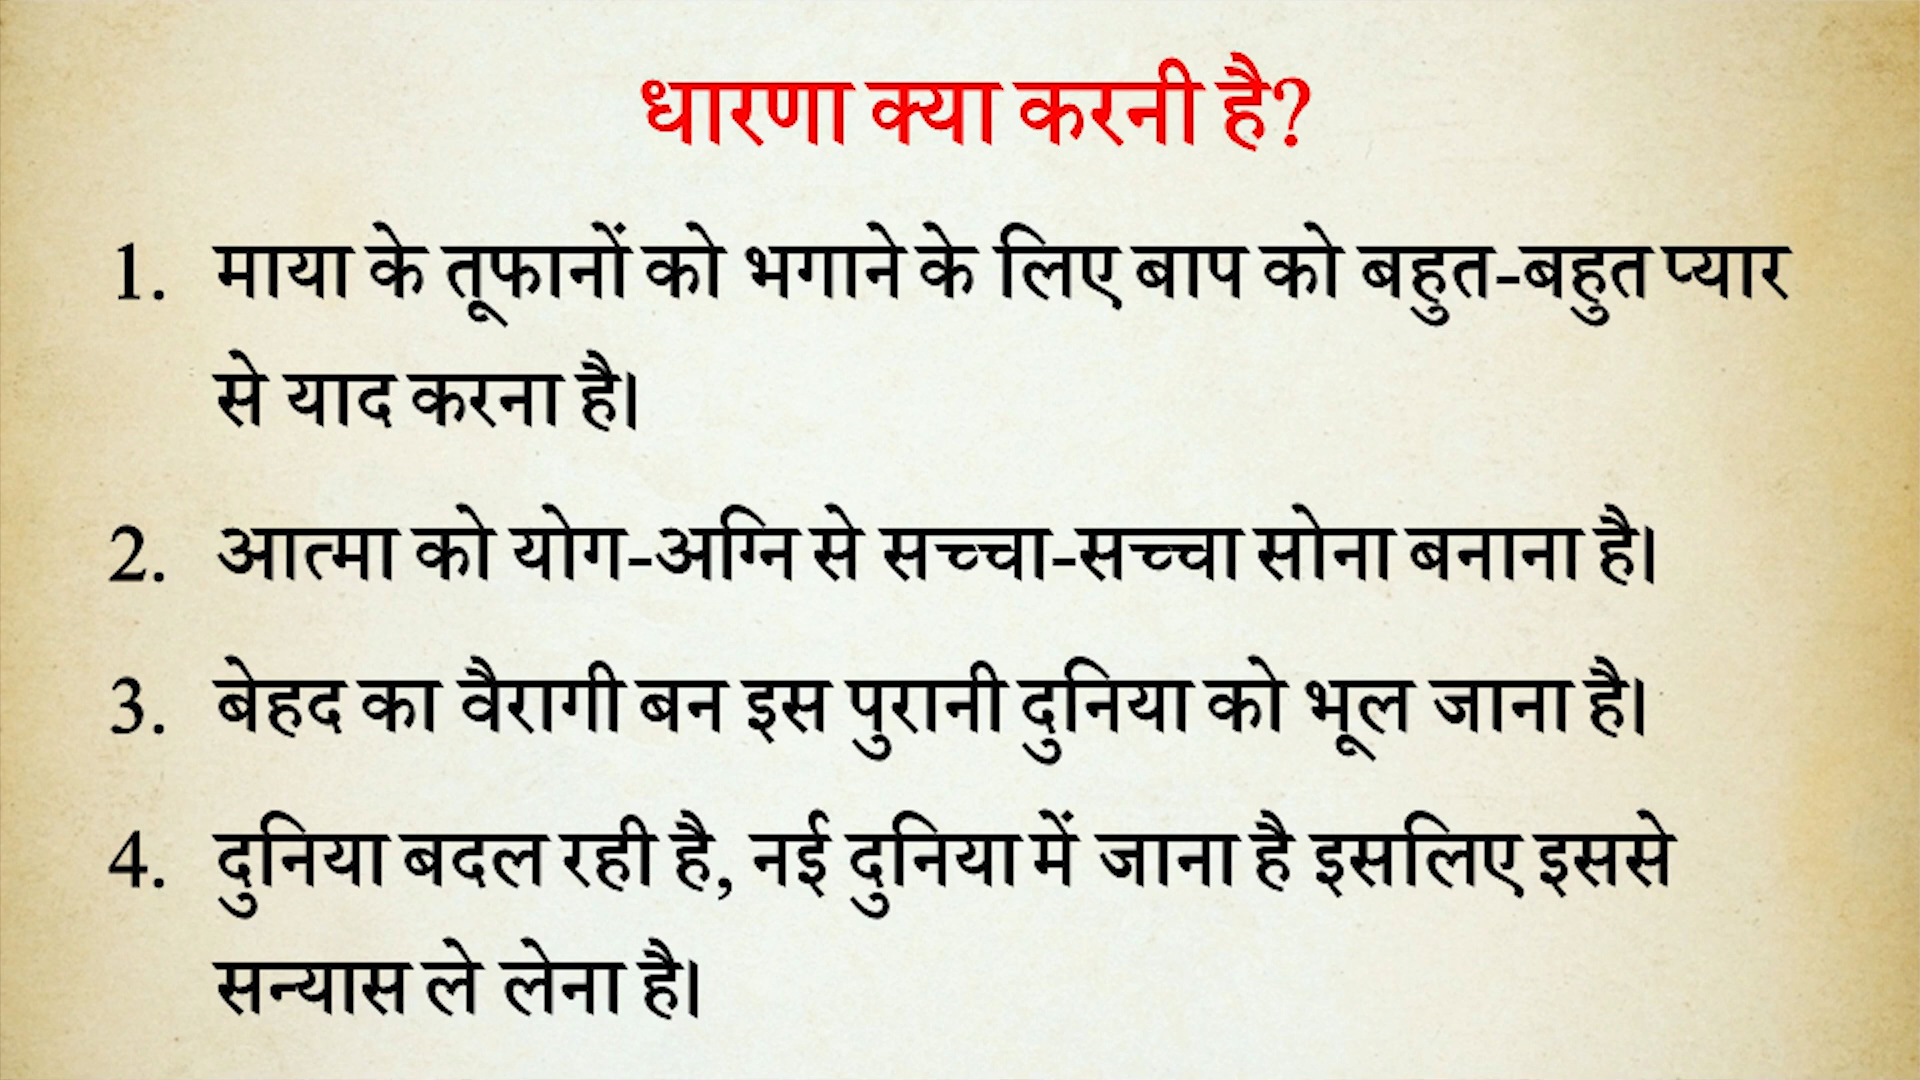 धारणा क्या करनी है?
1. माया के तूफानों को भगाने के लिए बाप को बहुत-बहुत प्यार
से याद करना है।
2. आत्मा को योग-अग्नि से सच्चा-सच्चा सोना बनाना है।
3. बेहद का वैरागी बन इस पुरानी दुनिया को भूल जाना है।
4. दुनिया बदल रही है, नई दुनिया में जाना है इसलिए इससे
सन्यास ले लेना है।